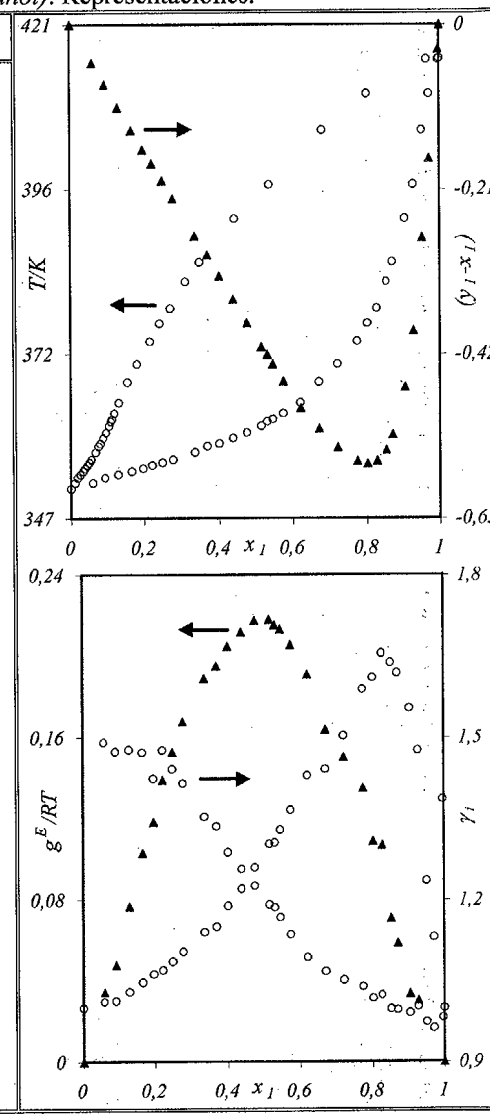 anol). Representaciones.
421
0
396
-0,21
T/K
(y1-x1)
372
-0,42
347
-0,63
0 0,2 0,4 x1 0,6 0,8 1
0,24
1,8
0,16
1,5
gE/RT
γi
0,08
1,2
0
0,9
0 0,2 0,4 x1 0,6 0,8 1